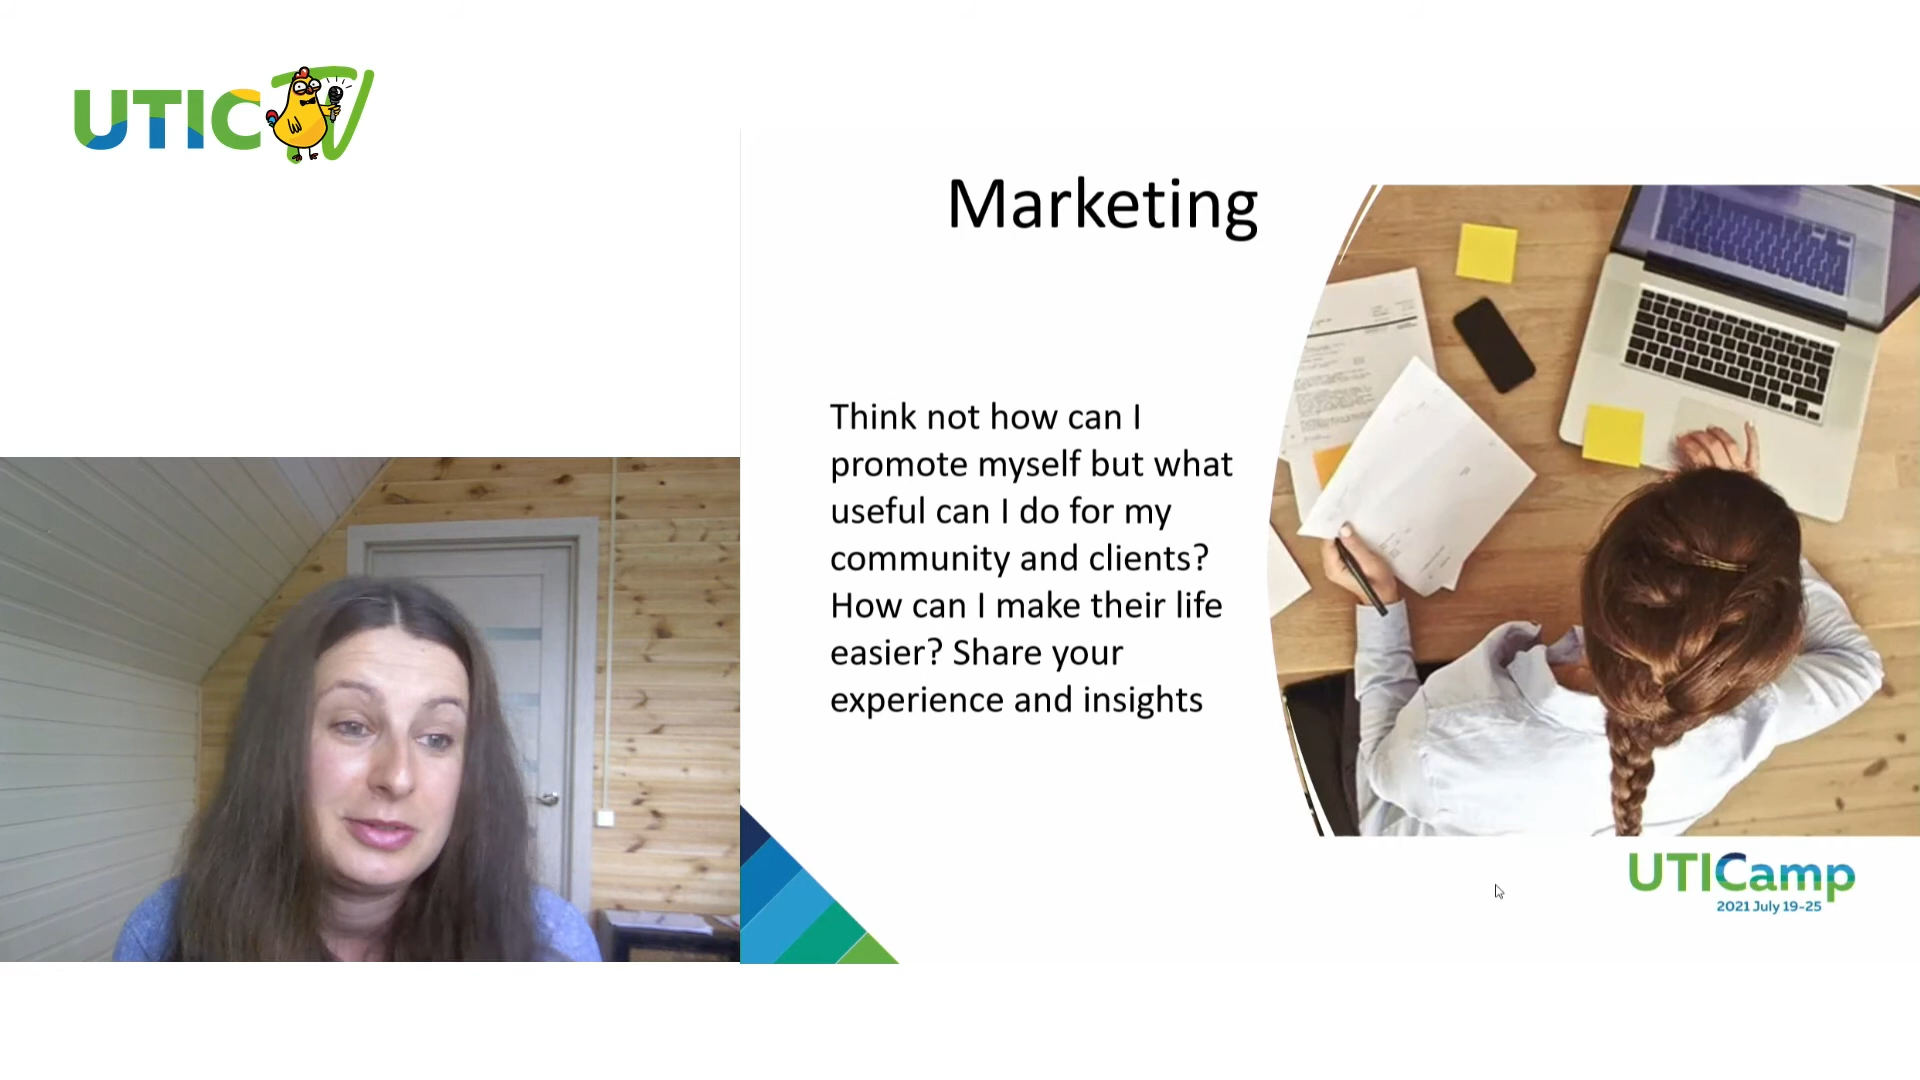 UTIC TV
Marketing
Think not how can I
promote myself but what
useful can I do for my
community and clients?
How can I make their life
easier? Share your
experience and insights
UTICamp
2021 July 19-25